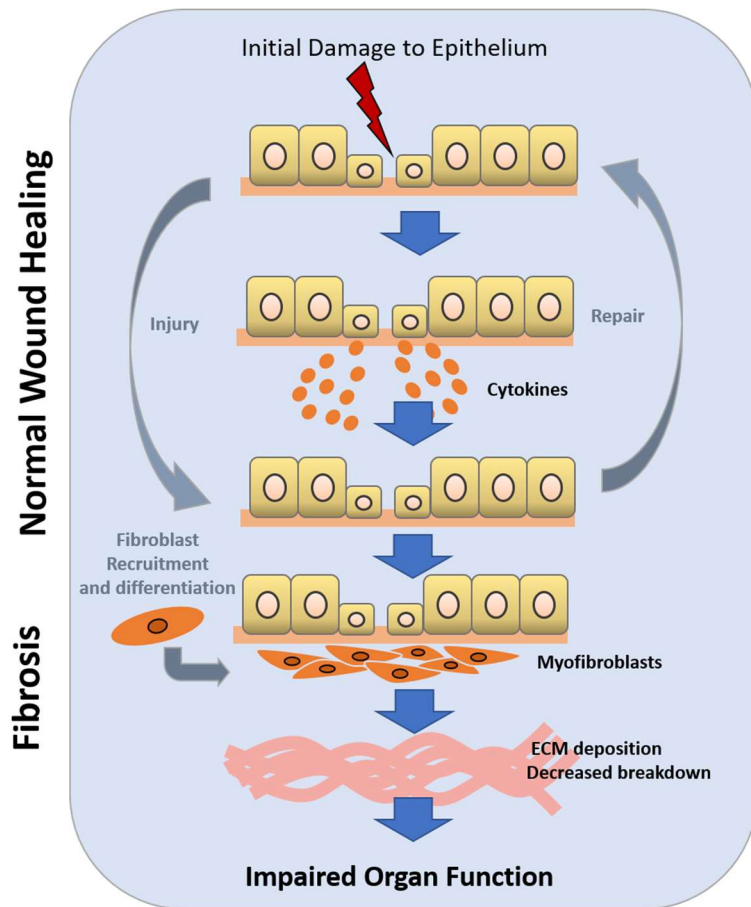 Initial Damage to Epithelium
Normal Wound Healing
Injury
Repair
Cytokines
Fibroblast
Recruitment
and differentiation
Fibrosis
Myofibroblasts
ECM deposition
Decreased breakdown
Impaired Organ Function